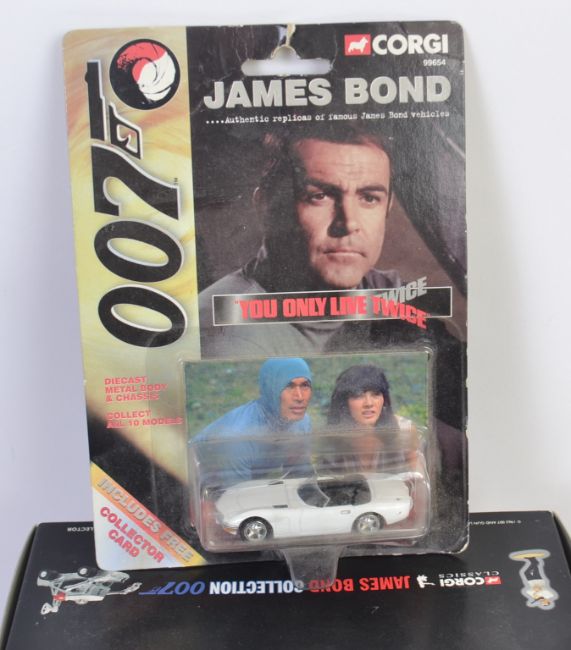 CORGI
99654
JAMES BOND
....Authentic replicas of famous James Bond vehicles
007
"YOU ONLY LIVE TWICE
TWICE
DIECAST
METAL BODY
& CHASSIS
COLLECT
ALL 10 MODELS
INCLUDES FREE
COLLECTOR
CARD
CORGI
CLASSICS
JAMES BOND COLLECTION 007